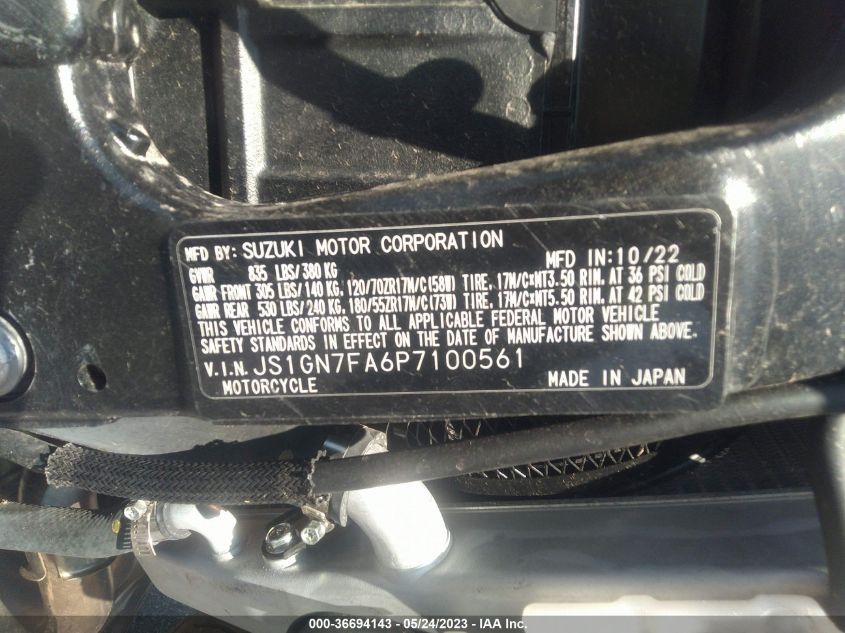 MFD BY: SUZUKI MOTOR CORPORATION
MFD IN: 10/22
GVWR 835 LBS/380 KG
GAWR FRONT 305 LBS/140 KG, 120/70ZR17M/C(58W) TIRE, 17M/C×MT3.50 RIM, AT 36 PSI COLD
GAWR REAR 530 LBS/240 KG, 180/55ZR17M/C(73W) TIRE, 17M/C×MT5.50 RIM, AT 42 PSI COLD
THIS VEHICLE CONFORMS TO ALL APPLICABLE FEDERAL MOTOR VEHICLE
SAFETY STANDARDS IN EFFECT ON THE DATE OF MANUFACTURE SHOWN ABOVE.
V.I.N. JS1GN7FA6P7100561
MOTORCYCLE MADE IN JAPAN
000-36694143 - 05/24/2023 - IAA Inc.